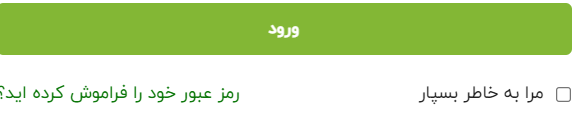 ورود
مرا به خاطر بسپار
رمز عبور خود را فراموش کرده اید؟